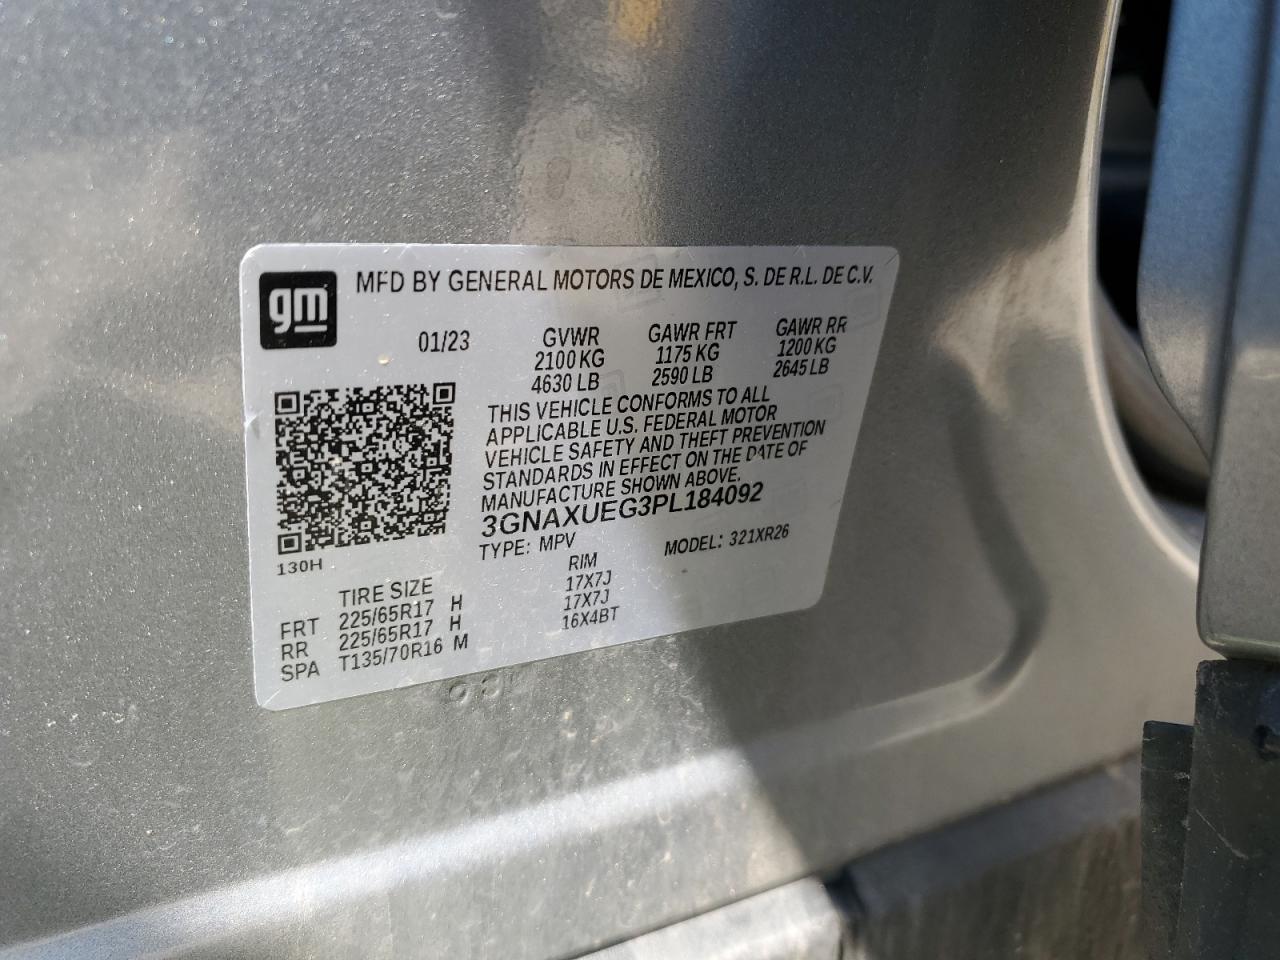 gm
MFD BY GENERAL MOTORS DE MEXICO, S. DE R.L. DE C.V.
01/23 GVWR GAWR FRT GAWR RR
2100 KG 1175 KG 1200 KG
4630 LB 2590 LB 2645 LB
THIS VEHICLE CONFORMS TO ALL
APPLICABLE U.S. FEDERAL MOTOR
VEHICLE SAFETY AND THEFT PREVENTION
STANDARDS IN EFFECT ON THE DATE OF
MANUFACTURE SHOWN ABOVE.
3GNAXUEG3PL184092
TYPE: MPV MODEL: 321XR26
130H
TIRE SIZE RIM
FRT 225/65R17 H 17X7J
RR 225/65R17 H 17X7J
SPA T135/70R16 M 16X4BT